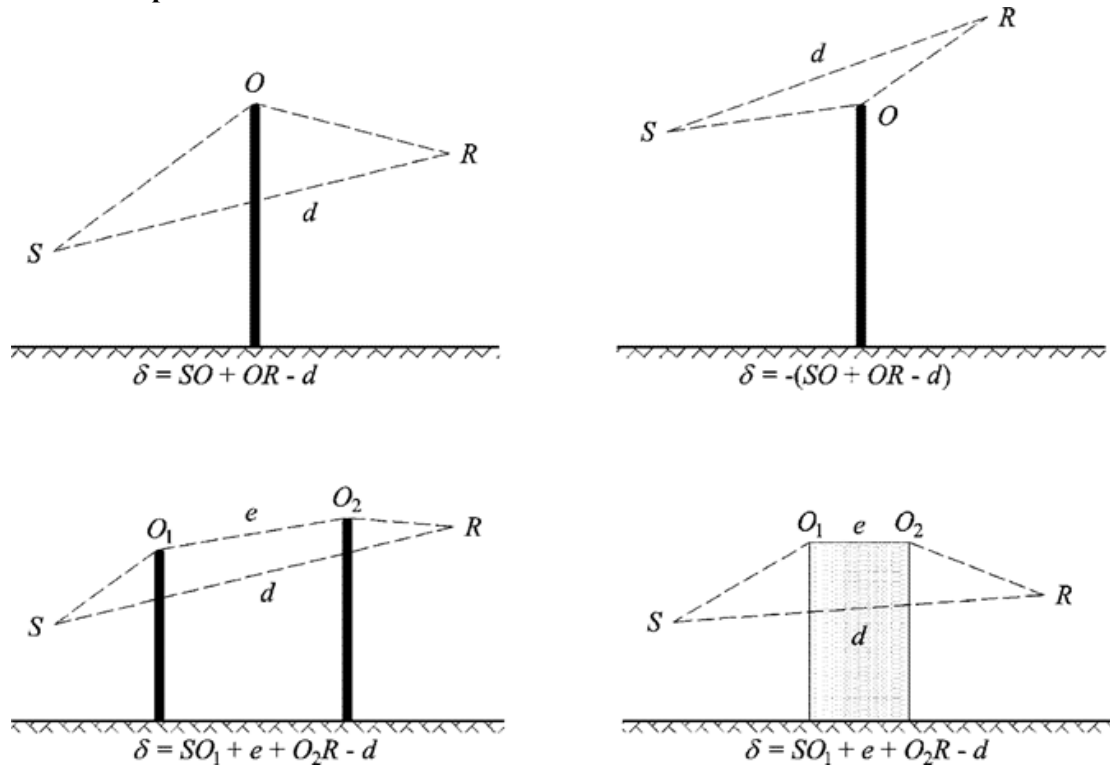 O
R
d
S
δ = SO + OR - d
R
d
S
O
δ = -(SO + OR - d)
O₂
e
O₁
R
d
S
δ = SO₁ + e + O₂R - d
O₁ e O₂
R
S
d
δ = SO₁ + e + O₂R - d